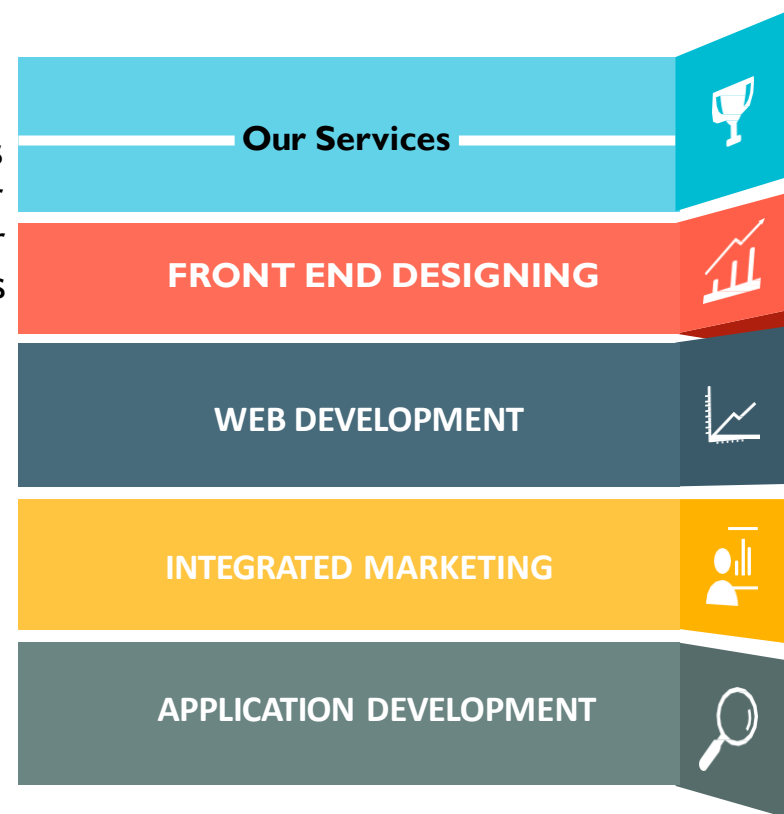 Our Services
FRONT END DESIGNING
WEB DEVELOPMENT
INTEGRATED MARKETING
APPLICATION DEVELOPMENT